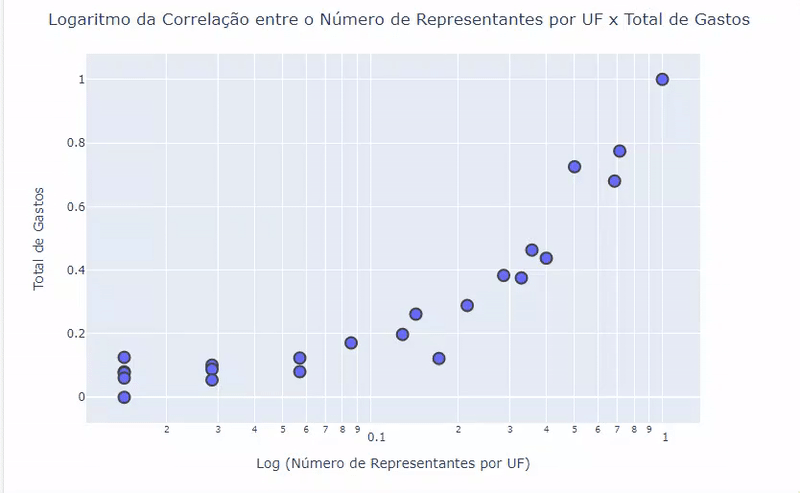 Logaritmo da Correlação entre o Número de Representantes por UF x Total de Gastos
1
0.8
0.6
0.4
0.2
0
Total de Gastos
2 3 4 5 6 7 8 9 0.1 2 3 4 5 6 7 8 9 1
Log (Número de Representantes por UF)